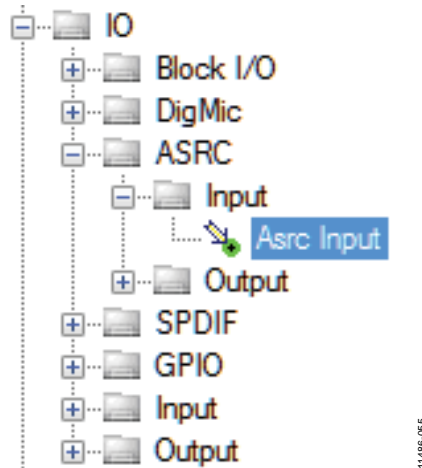 IO
Block I/O
DigMic
ASRC
Input
Asrc Input
Output
SPDIF
GPIO
Input
Output
11486-055